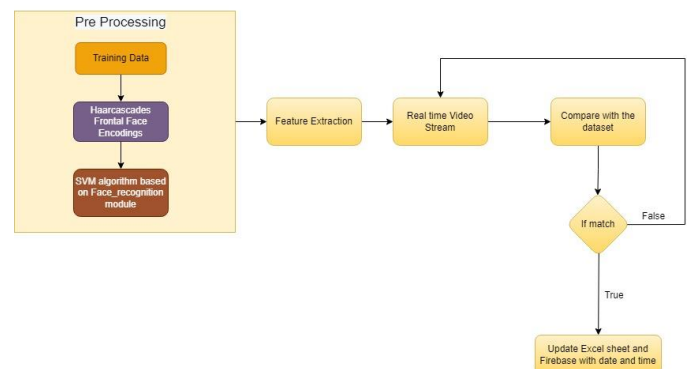 Pre Processing
Training Data
Haarcascades
Frontal Face
Encodings
SVM algorithm based
on Face_recognition
module
Feature Extraction
Real time Video
Stream
Compare with the
dataset
If match
False
True
Update Excel sheet and
Firebase with date and time